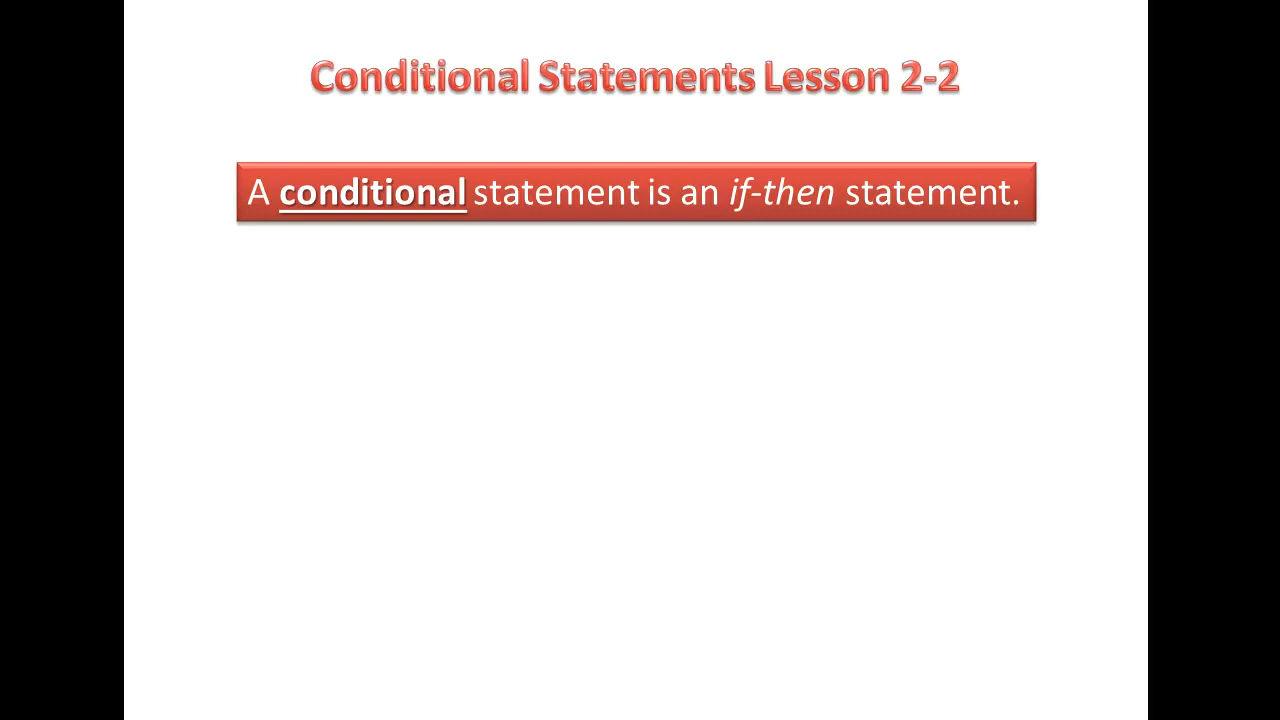 Conditional Statements Lesson 2-2
A conditional statement is an if-then statement.